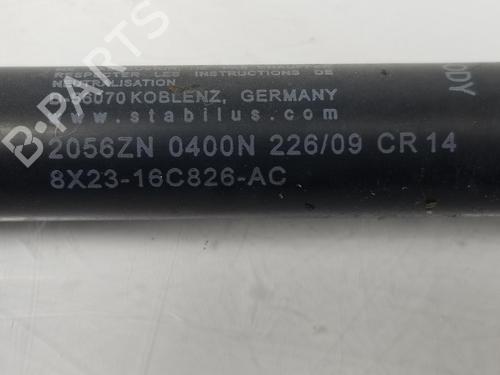 RESPECTER LES INSTRUCTIONS DE
NEUTRALISATION
D-56070 KOBLENZ, GERMANY
www.stabilus.com
2056ZN 0400N 226/09 CR 14
8X23-16C826-AC
ODY
B-PARTS